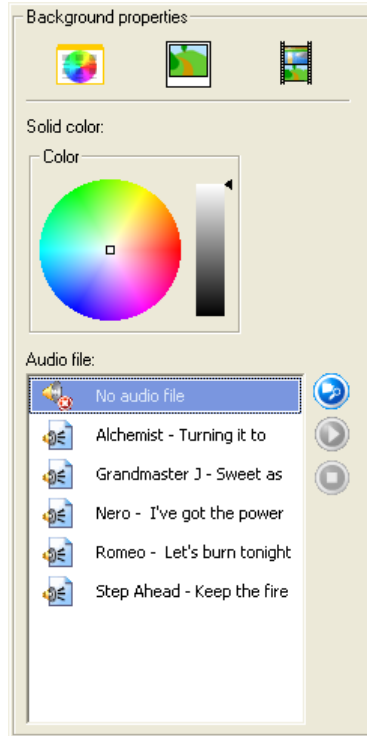 Background properties
Solid color:
Color
Audio file:
No audio file
Alchemist - Turning it to
Grandmaster J - Sweet as
Nero - I've got the power
Romeo - Let's burn tonight
Step Ahead - Keep the fire